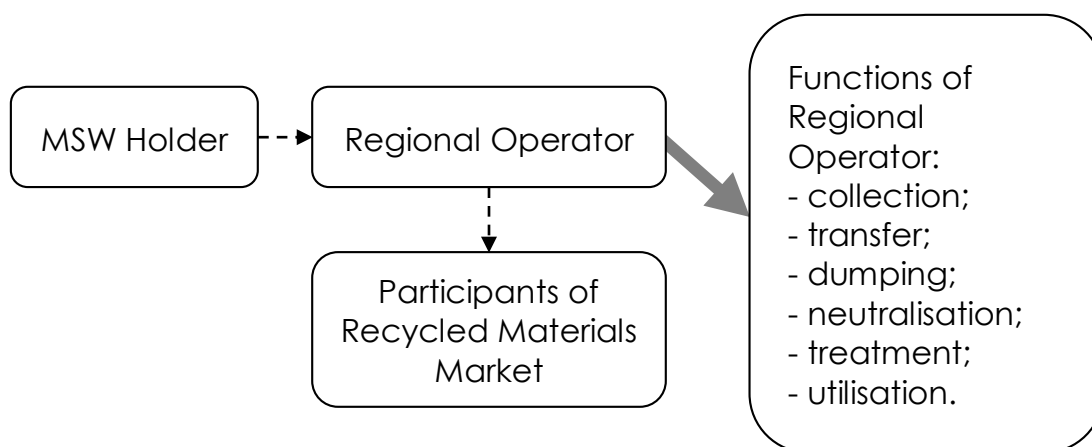 MSW Holder
Regional Operator
Participants of
Recycled Materials
Market
Functions of
Regional
Operator:
- collection;
- transfer;
- dumping;
- neutralisation;
- treatment;
- utilisation.